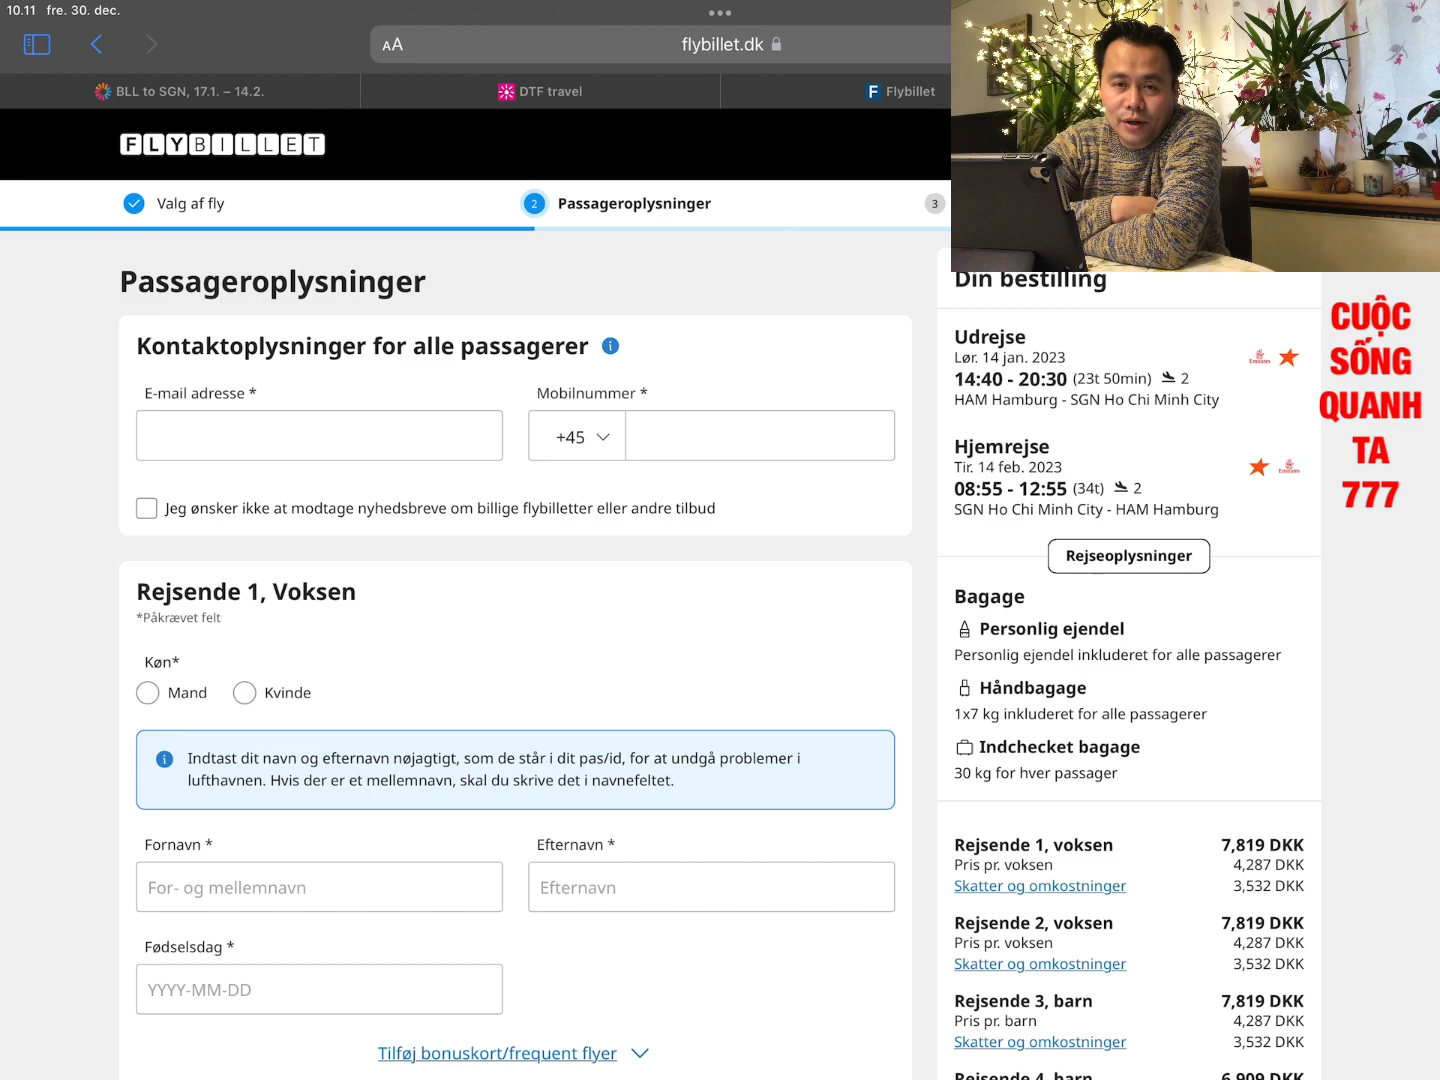 10.11 fre. 30. dec.
AA
flybillet.dk
BLL to SGN, 17.1. – 14.2.
DTF travel
F Flybillet
FLYBILLET
Valg af fly
2 Passageroplysninger
3
Passageroplysninger
Kontaktoplysninger for alle passagerer
E-mail adresse *
Mobilnummer *
+45
Jeg ønsker ikke at modtage nyhedsbreve om billige flybilletter eller andre tilbud
Rejsende 1, Voksen
*Påkrævet felt
Køn*
Mand
Kvinde
Indtast dit navn og efternavn nøjagtigt, som de står i dit pas/id, for at undgå problemer i
lufthavnen. Hvis der er et mellemnavn, skal du skrive det i navnefeltet.
Fornavn *
Efternavn *
For- og mellemnavn
Efternavn
Fødselsdag *
YYYY-MM-DD
Tilføj bonuskort/frequent flyer
Din bestilling
Udrejse
Lør. 14 jan. 2023
Emirates
14:40 - 20:30 (23t 50min) 2
HAM Hamburg - SGN Ho Chi Minh City
Hjemrejse
Tir. 14 feb. 2023
Emirates
08:55 - 12:55 (34t) 2
SGN Ho Chi Minh City - HAM Hamburg
Rejseoplysninger
Bagage
Personlig ejendel
Personlig ejendel inkluderet for alle passagerer
Håndbagage
1x7 kg inkluderet for alle passagerer
Indchecket bagage
30 kg for hver passager
Rejsende 1, voksen 7,819 DKK
Pris pr. voksen 4,287 DKK
Skatter og omkostninger 3,532 DKK
Rejsende 2, voksen 7,819 DKK
Pris pr. voksen 4,287 DKK
Skatter og omkostninger 3,532 DKK
Rejsende 3, barn 7,819 DKK
Pris pr. barn 4,287 DKK
Skatter og omkostninger 3,532 DKK
Rejsende 4, barn 6,909 DKK
CUỘC
SỐNG
QUANH
TA
777